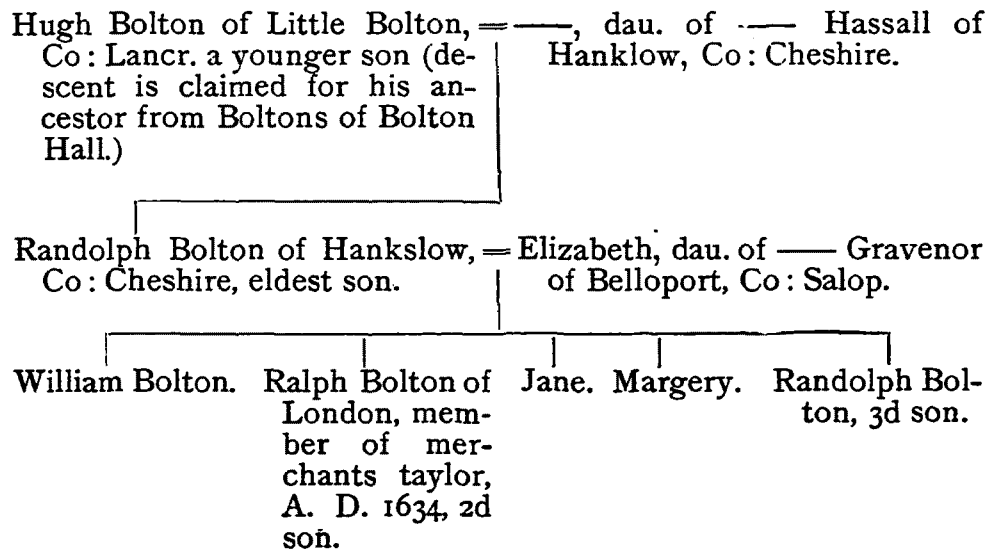 Hugh Bolton of Little Bolton,
Co : Lancr. a younger son (de-
scent is claimed for his an-
cestor from Boltons of Bolton
Hall.)
= ——, dau. of —— Hassall of
Hanklow, Co : Cheshire.
Randolph Bolton of Hankslow,
Co : Cheshire, eldest son.
= Elizabeth, dau. of —— Gravenor
of Belloport, Co : Salop.
William Bolton.
Ralph Bolton of
London, mem-
ber of mer-
chants taylor,
A. D. 1634, 2d
son.
Jane.
Margery.
Randolph Bol-
ton, 3d son.